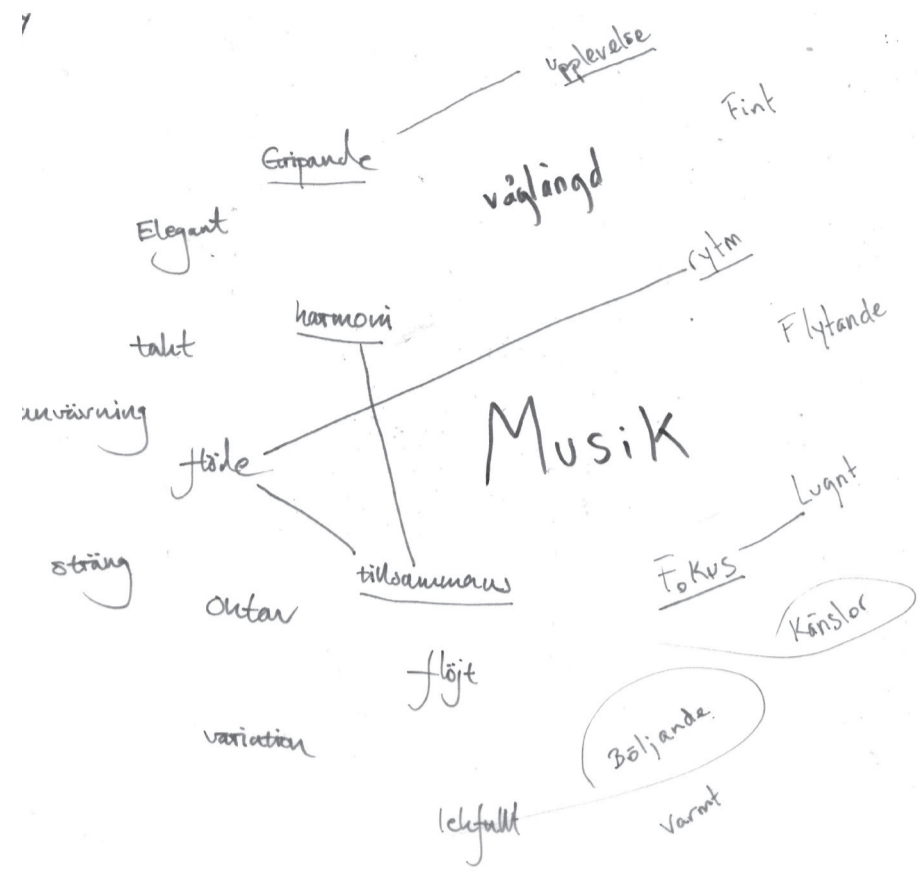 upplevelse
Fint
Gripande
våglängd
Elegant
rytm
harmoni
Flytande
takt
anvärvning
Musik
flöde
Lugnt
sträng
tillsammans
Fokus
oktav
Känslor
flöjt
Böljande
variation
lekfullt
varmt